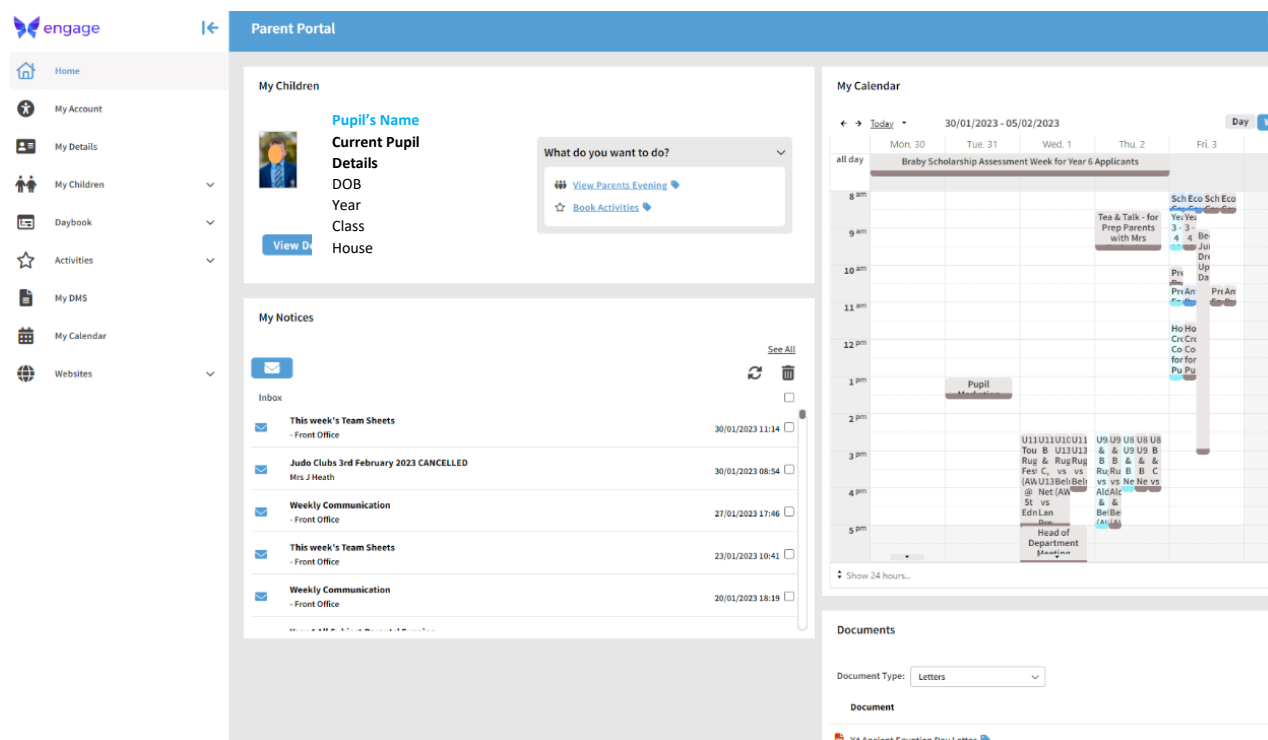 engage
Home
My Account
My Details
My Children
Daybook
Activities
My DMS
My Calendar
Websites
Parent Portal
My Children
Pupil's Name
Current Pupil
Details
DOB
Year
Class
House
View
What do you want to do?
View Parents Evening
Book Activities
My Notices
See All
Inbox
This week's Team Sheets
- Front Office
30/01/2023 11:14
Judo Clubs 3rd February 2023 CANCELLED
Mrs J Heath
30/01/2023 08:54
Weekly Communication
- Front Office
27/01/2023 17:46
This week's Team Sheets
- Front Office
23/01/2023 10:41
Weekly Communication
- Front Office
20/01/2023 18:19
My Calendar
Today
30/01/2023 - 05/02/2023
Day
Mon, 30 Tue, 31 Wed, 1 Thu, 2 Fri, 3
all day
Braby Scholarship Assessment Week for Year 6 Applicants
8 am
9 am
10 am
11 am
12 pm
1 pm
2 pm
3 pm
4 pm
5 pm
Pupil
Head of
Department
Meeting
Tea & Talk - for
Prep Parents
with Mrs
Show 24 hours...
Documents
Document Type: Letters
Document
Y4 Ancient Egyptian Day Letter